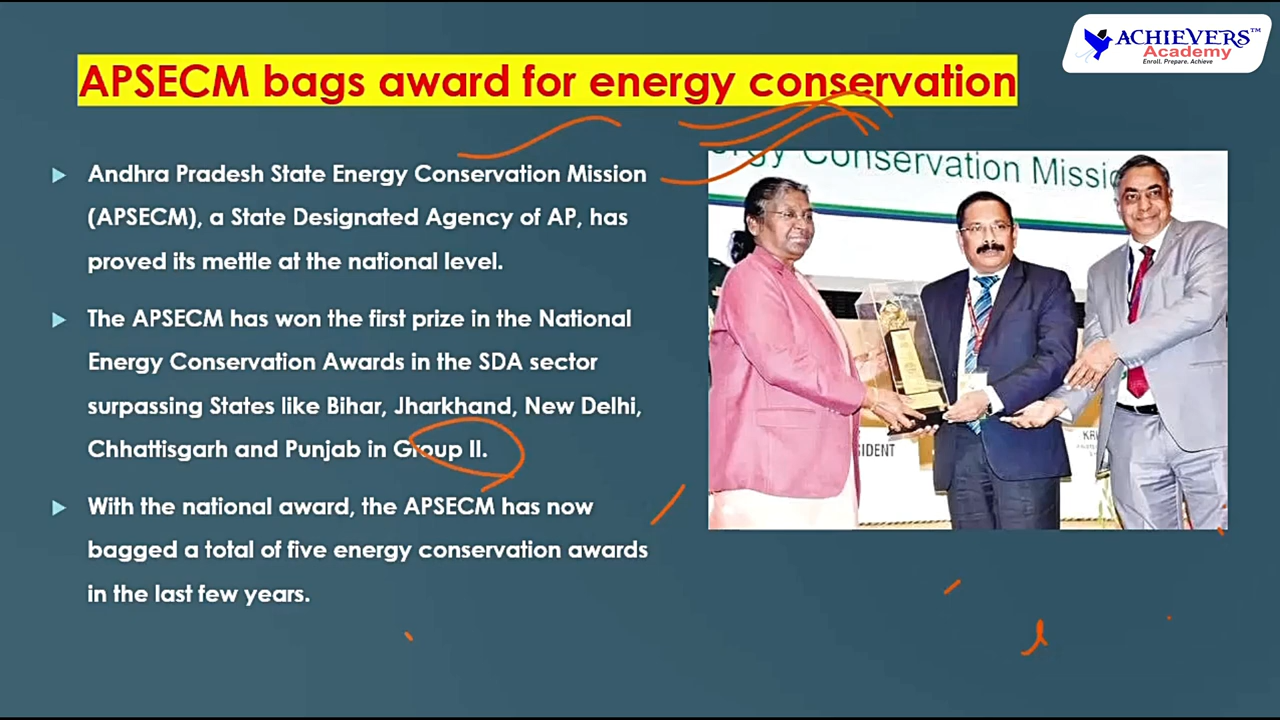 ACHIEVERS™
Academy
Enroll. Prepare. Achieve
APSECM bags award for energy conservation
Andhra Pradesh State Energy Conservation Mission
(APSECM), a State Designated Agency of AP, has
proved its mettle at the national level.
The APSECM has won the first prize in the National
Energy Conservation Awards in the SDA sector
surpassing States like Bihar, Jharkhand, New Delhi,
Chhattisgarh and Punjab in Group II.
With the national award, the APSECM has now
bagged a total of five energy conservation awards
in the last few years.
Conservation